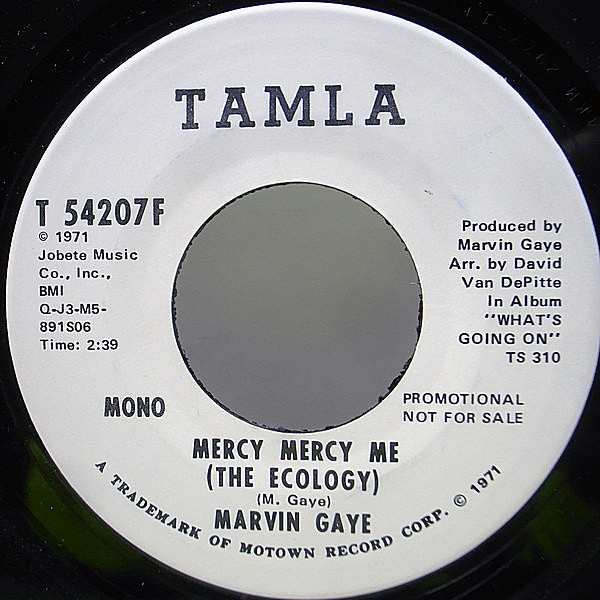 TAMLA
T 54207F
© 1971
Jobete Music
Co., Inc.,
BMI
Q-J3-M5-
891S06
Time: 2:39
Produced by
Marvin Gaye
Arr. by David
Van DePitte
In Album
"WHAT'S
GOING ON"
TS 310
MONO
PROMOTIONAL
NOT FOR SALE
MERCY MERCY ME
(THE ECOLOGY)
(M. Gaye)
MARVIN GAYE
A TRADEMARK OF MOTOWN RECORD CORP. © 1971